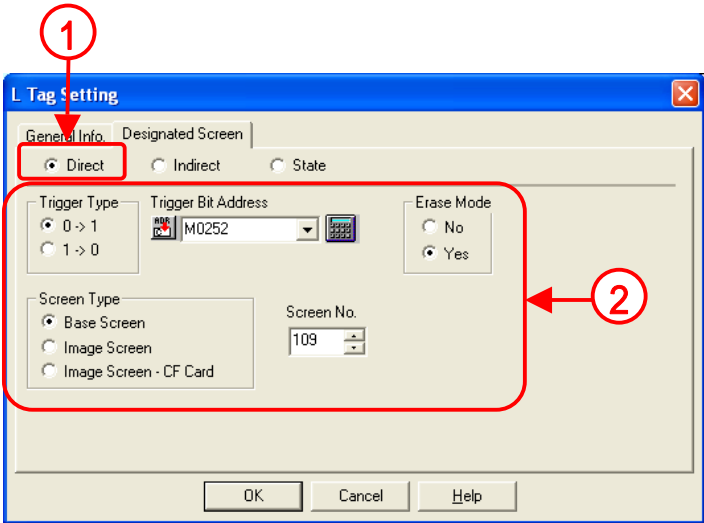 1
L Tag Setting
General Info. Designated Screen
Direct Indirect State
Trigger Type Trigger Bit Address Erase Mode
0 -> 1 ADR M0252 No
1 -> 0 Yes
2
Screen Type Screen No.
Base Screen 109
Image Screen
Image Screen - CF Card
OK Cancel Help